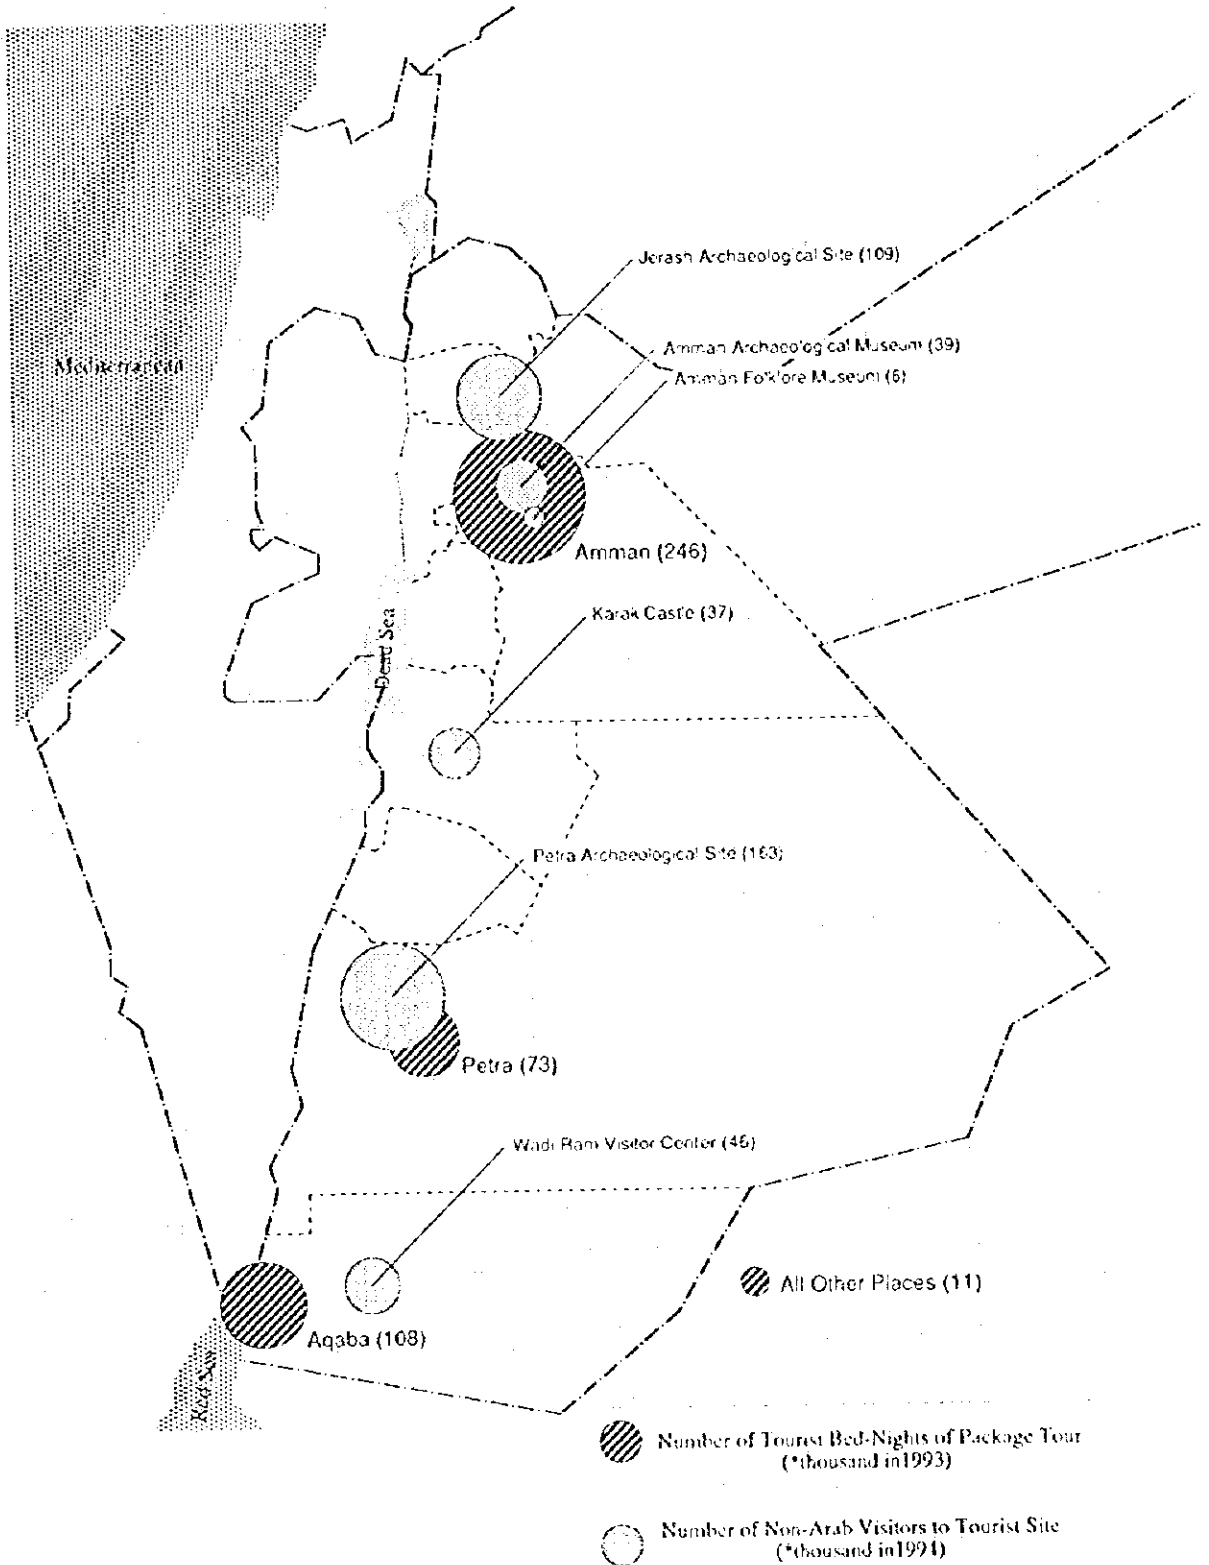 Jerash Archaeological Site (109)
Mediterranean
Amman Archaeological Museum (39)
Amman Folklore Museum (6)
Amman (246)
Karak Castle (37)
Dead Sea
Petra Archaeological Site (163)
Petra (73)
Wadi Ram Visitor Center (46)
All Other Places (11)
Aqaba (108)
Red Sea
Number of Tourist Bed-Nights of Package Tour
(*thousand in1993)
Number of Non-Arab Visitors to Tourist Site
(*thousand in1994)